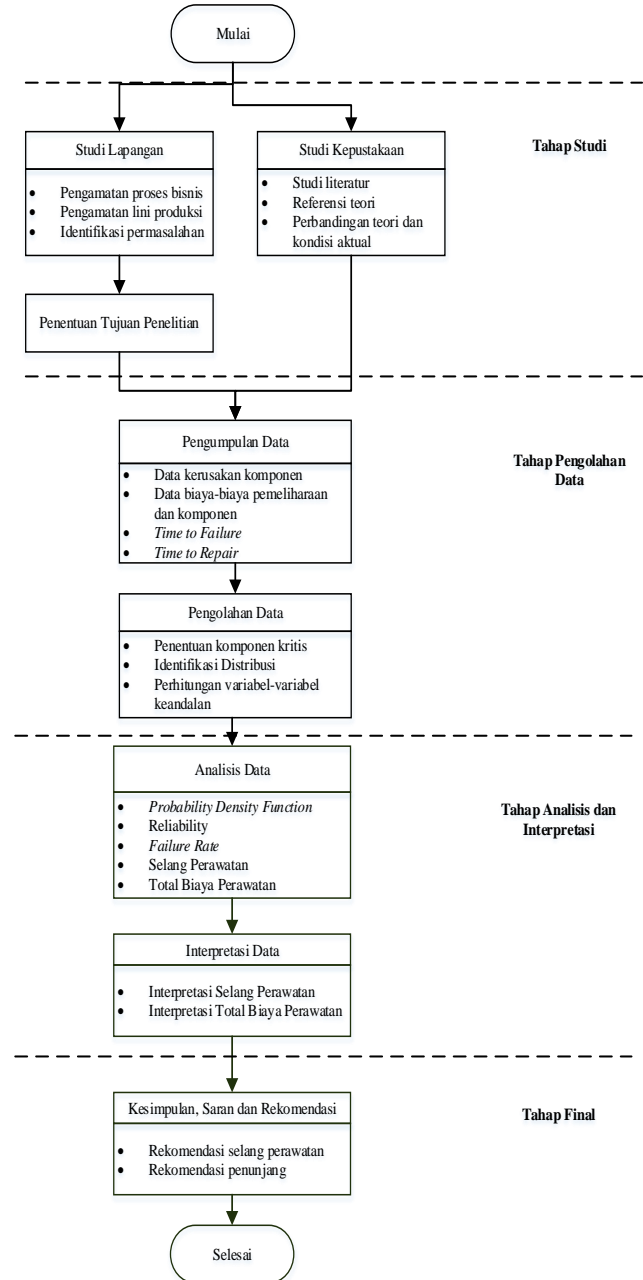 Mulai
Tahap Studi
Studi Lapangan
• Pengamatan proses bisnis
• Pengamatan lini produksi
• Identifikasi permasalahan
Studi Kepustakaan
• Studi literatur
• Referensi teori
• Perbandingan teori dan
kondisi aktual
Penentuan Tujuan Penelitian
Tahap Pengolahan
Data
Pengumpulan Data
• Data kerusakan komponen
• Data biaya-biaya pemeliharaan
dan komponen
• Time to Failure
• Time to Repair
Pengolahan Data
• Penentuan komponen kritis
• Identifikasi Distribusi
• Perhitungan variabel-variabel
keandalan
Tahap Analisis dan
Interpretasi
Analisis Data
• Probability Density Function
• Reliability
• Failure Rate
• Selang Perawatan
• Total Biaya Perawatan
Interpretasi Data
• Interpretasi Selang Perawatan
• Interpretasi Total Biaya Perawatan
Tahap Final
Kesimpulan, Saran dan Rekomendasi
• Rekomendasi selang perawatan
• Rekomendasi penunjang
Selesai